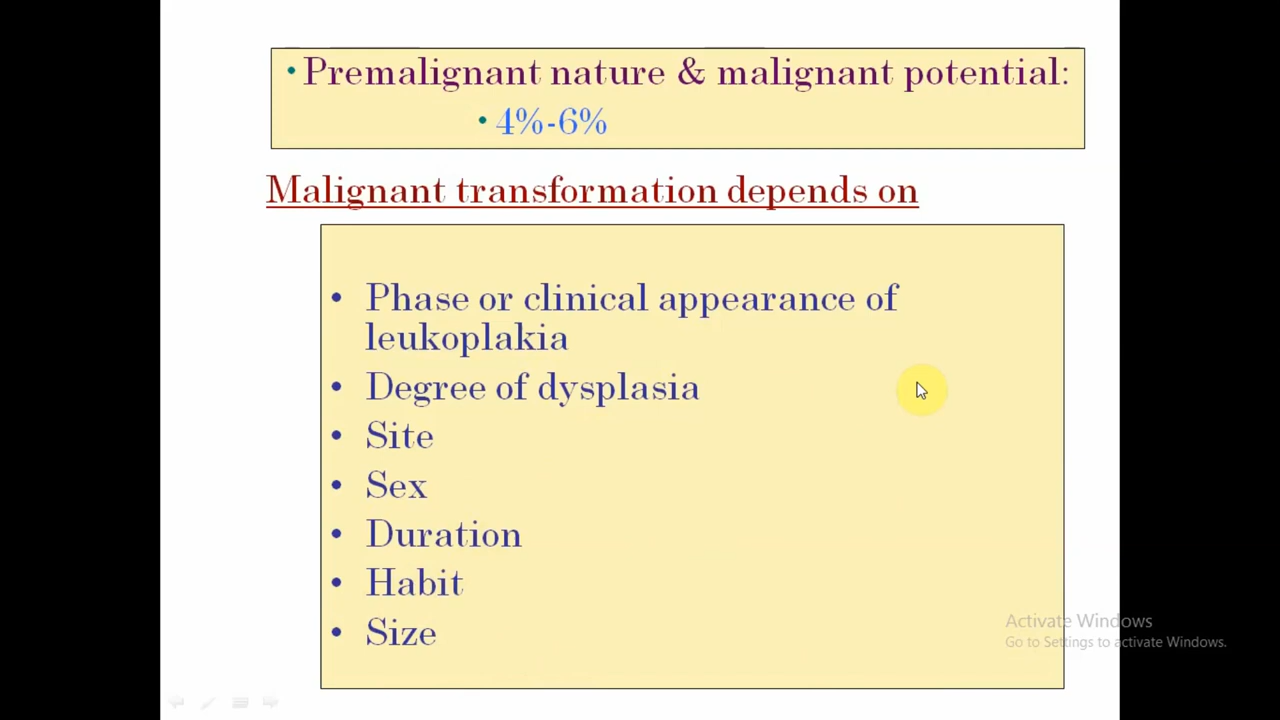 • Premalignant nature & malignant potential:
• 4%-6%
Malignant transformation depends on
• Phase or clinical appearance of
leukoplakia
• Degree of dysplasia
• Site
• Sex
• Duration
• Habit
• Size
Activate Windows
Go to Settings to activate Windows.